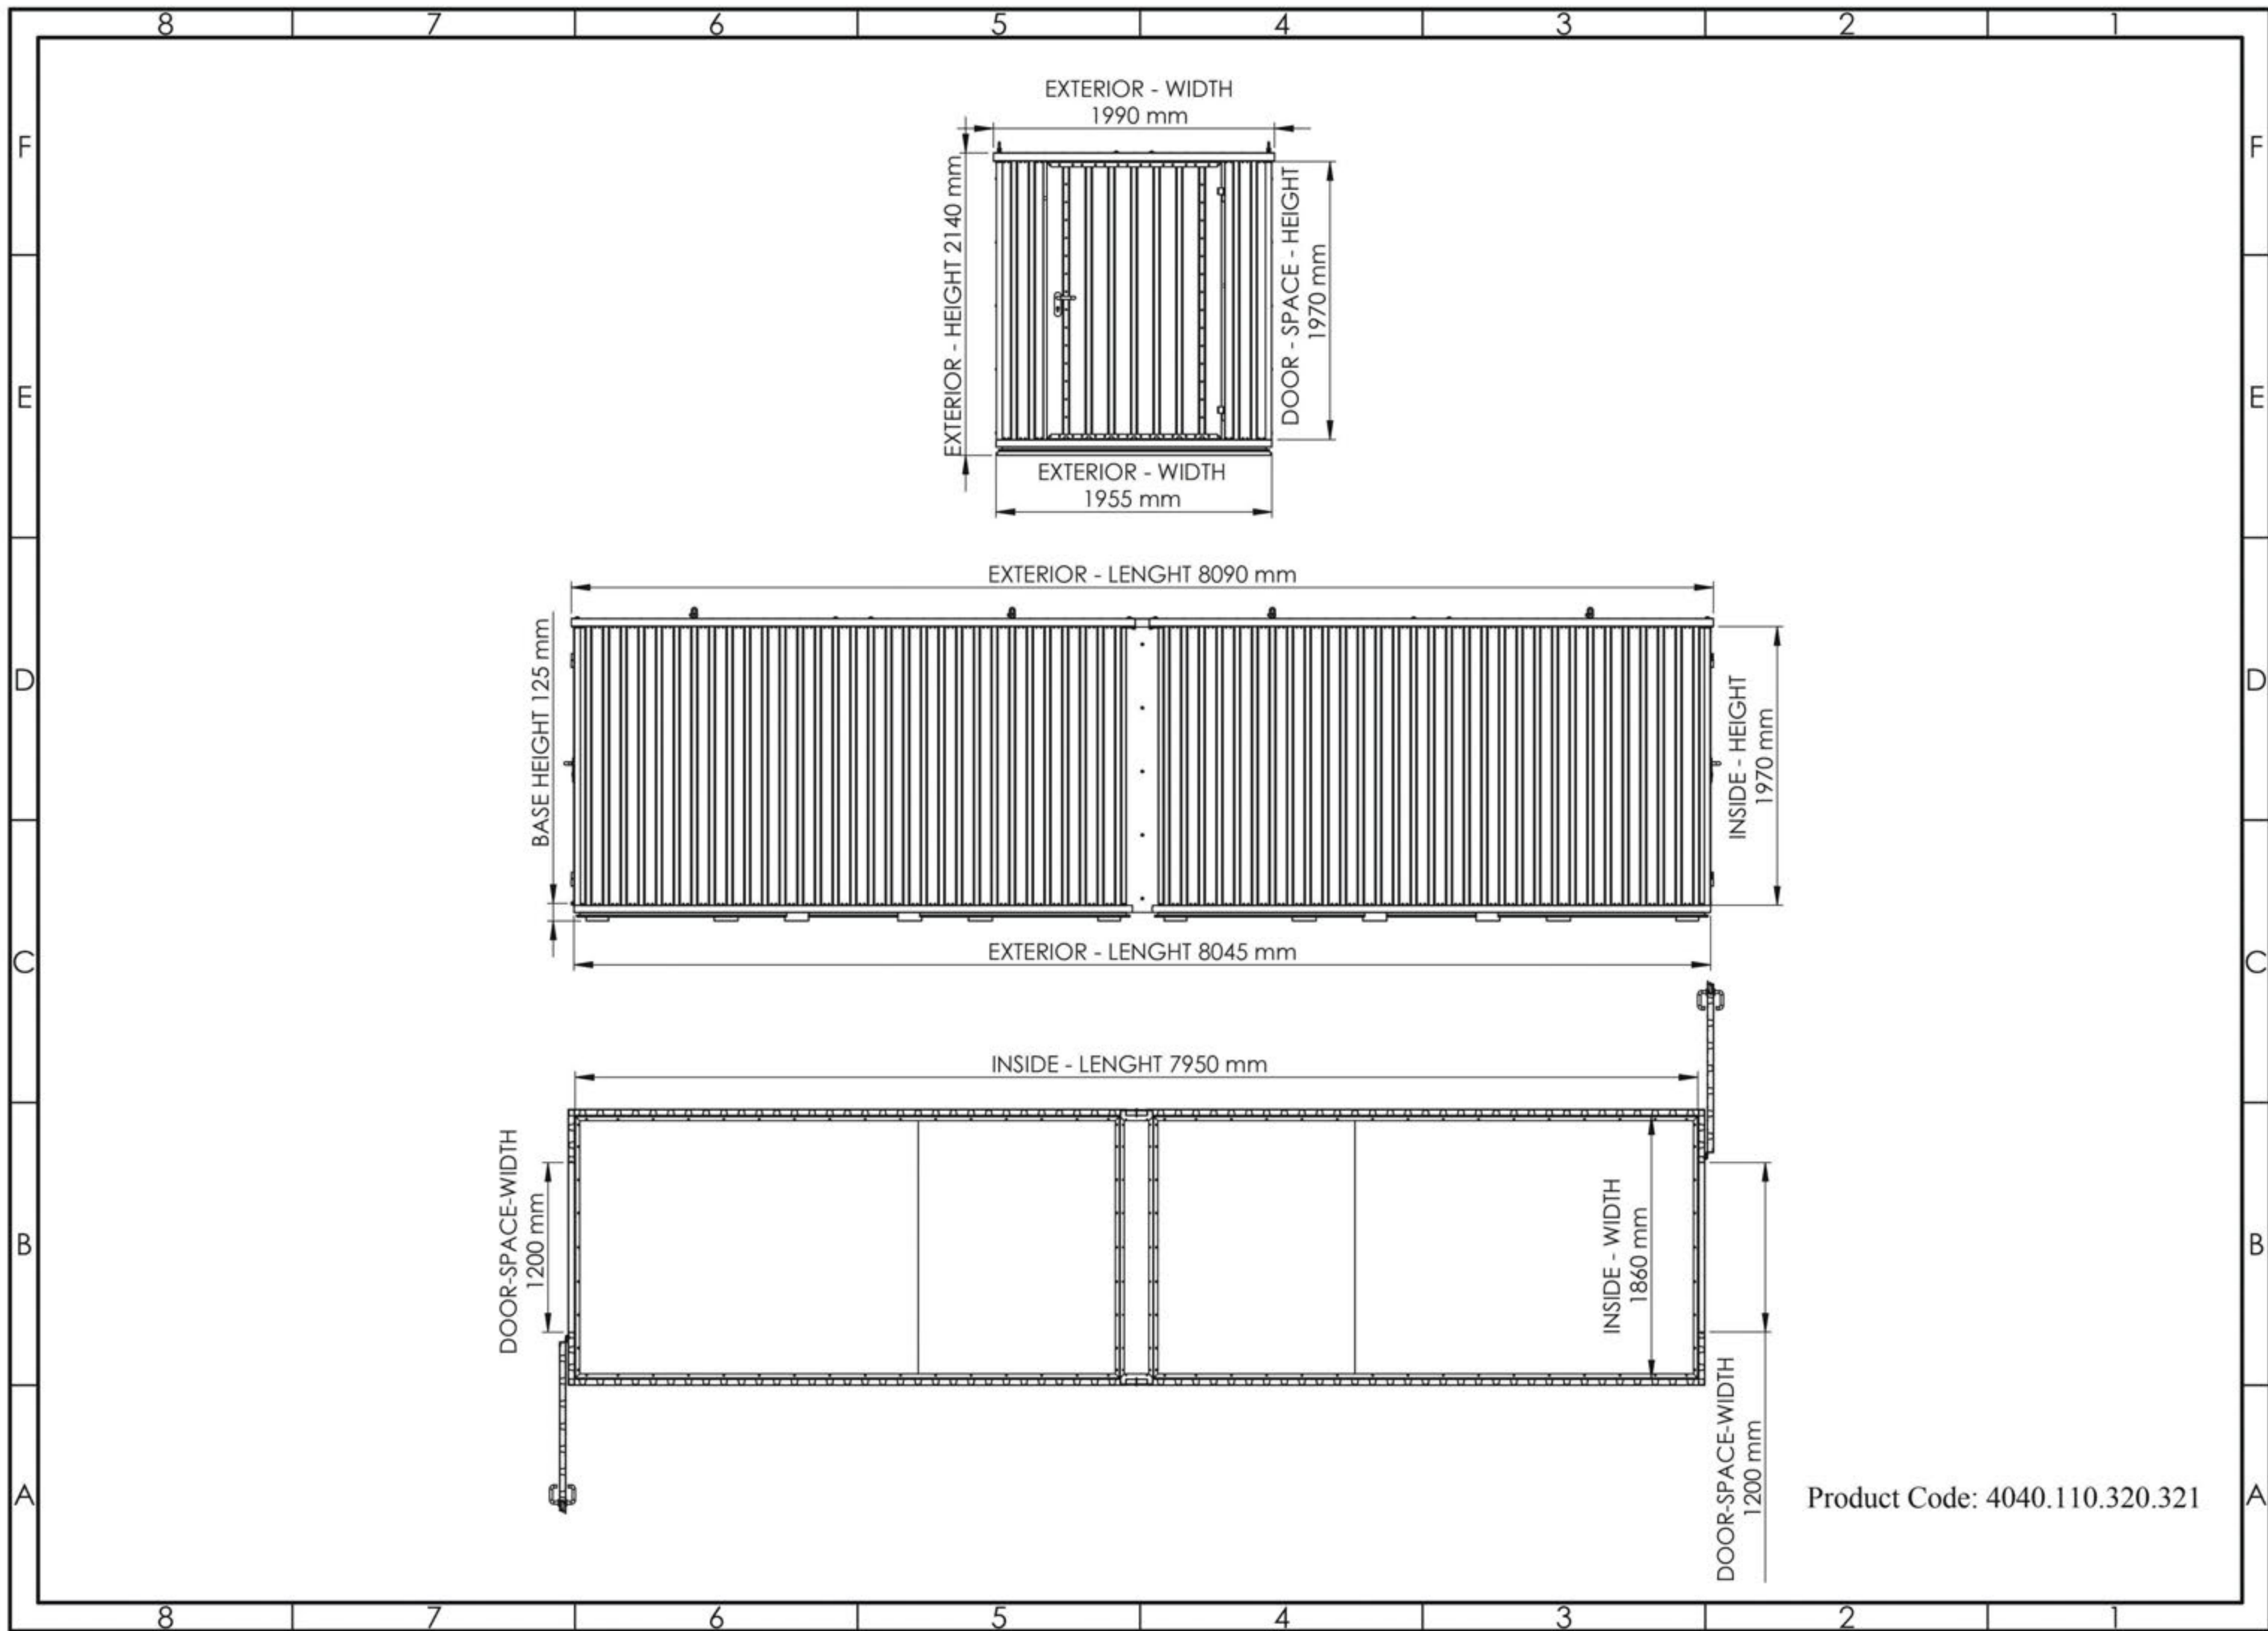 8 7 6 5 4 3 2 1
EXTERIOR - WIDTH
1990 mm
F F
EXTERIOR - HEIGHT 2140 mm
DOOR - SPACE - HEIGHT
1970 mm
E E
EXTERIOR - WIDTH
1955 mm
EXTERIOR - LENGHT 8090 mm
BASE HEIGHT 125 mm
D D
INSIDE - HEIGHT
1970 mm
EXTERIOR - LENGHT 8045 mm
C C
INSIDE - LENGHT 7950 mm
DOOR-SPACE-WIDTH
1200 mm
INSIDE - WIDTH
1860 mm
B B
DOOR-SPACE-WIDTH
1200 mm
A A
Product Code: 4040.110.320.321
8 7 6 5 4 3 2 1